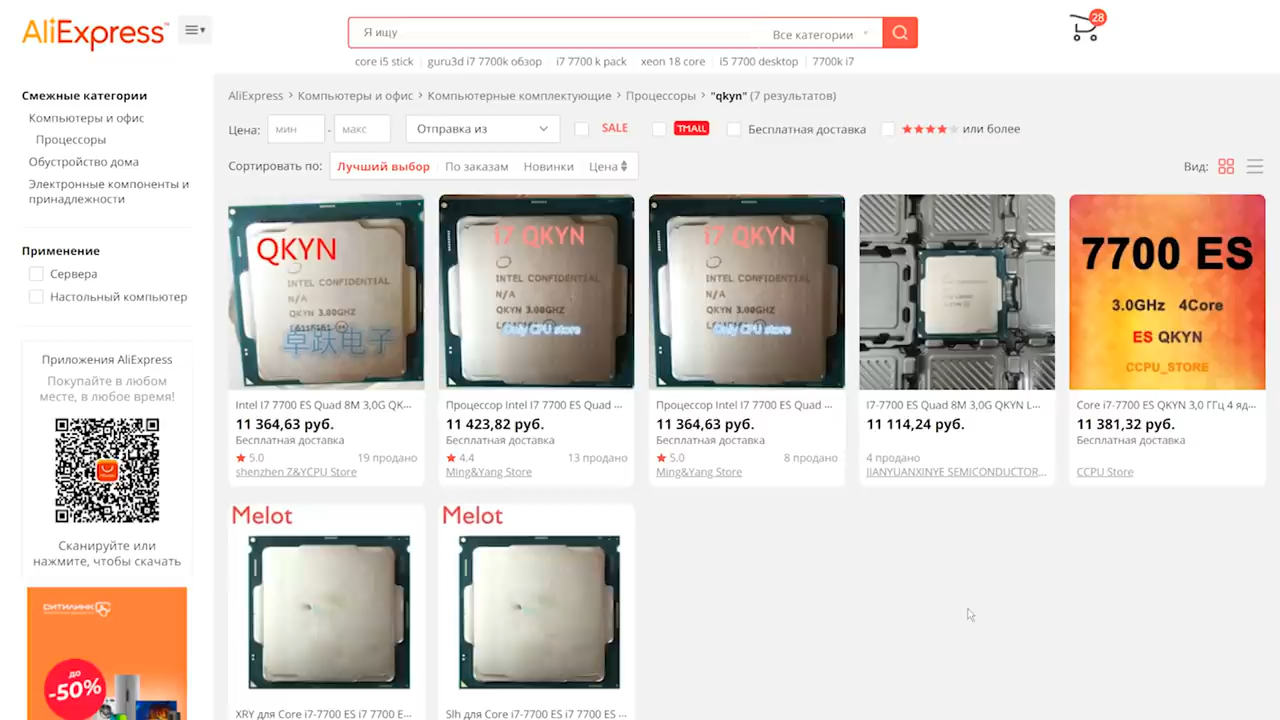 AliExpress™
28
Я ищу
Все категории
core i5 stick guru3d i7 7700k обзор i7 7700 k pack xeon 18 core i5 7700 desktop 7700k i7
Смежные категории
Компьютеры и офис
Процессоры
Обустройство дома
Электронные компоненты и
принадлежности
Применение
Сервера
Настольный компьютер
Приложения AliExpress
Покупайте в любом
месте, в любое время!
Сканируйте или
нажмите, чтобы скачать
СИТИЛИНК
до
-50%
AliExpress > Компьютеры и офис > Компьютерные комплектующие > Процессоры > "qkyn" (7 результатов)
Цена: мин - макс Отправка из SALE TMALL Бесплатная доставка или более
Сортировать по: Лучший выбор По заказам Новинки Цена Вид:
QKYN
INTEL CONFIDENTIAL
N/A
QKYN 3.00GHZ
卓跃电子
Intel I7 7700 ES Quad 8M 3,0G QK...
11 364,63 руб.
Бесплатная доставка
5.0 19 продано
shenzhen Z&YCPU Store
i7 QKYN
INTEL CONFIDENTIAL
N/A
QKYN 3.00GHZ
Only CPU store
Процессор Intel I7 7700 ES Quad ...
11 423,82 руб.
Бесплатная доставка
4.4 13 продано
Ming&Yang Store
i7 QKYN
INTEL CONFIDENTIAL
N/A
QKYN 3.00GHZ
Only CPU store
Процессор Intel I7 7700 ES Quad ...
11 364,63 руб.
Бесплатная доставка
5.0 8 продано
Ming&Yang Store
I7-7700 ES Quad 8M 3,0G QKYN L...
11 114,24 руб.
4 продано
JIANYUANXINYE SEMICONDUCTOR...
7700 ES
3.0GHz 4Core
ES QKYN
CCPU_STORE
Core i7-7700 ES QKYN 3,0 ГГц 4 яд...
11 381,32 руб.
Бесплатная доставка
CCPU Store
Melot
XRY для Core i7-7700 ES i7 7700 E...
Melot
Slh для Core i7-7700 ES i7 7700 ES ...